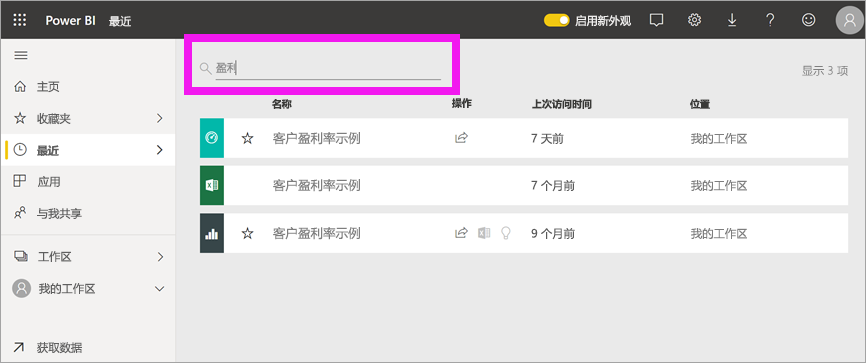 Power BI 最近 启用新外观
盈利
显示 3 项
主页
收藏夹
最近
应用
与我共享
工作区
我的工作区
获取数据
名称 操作 上次访问时间 位置
客户盈利率示例 7 天前 我的工作区
客户盈利率示例 7 个月前 我的工作区
客户盈利率示例 9 个月前 我的工作区